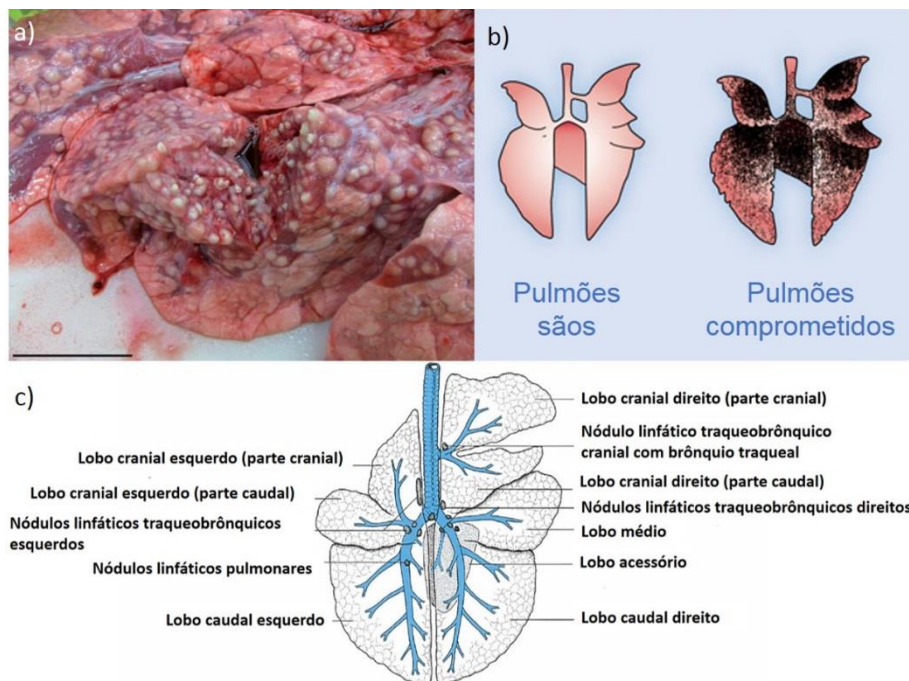 a)
b)
Pulmões
sãos
Pulmões
comprometidos
c)
Lobo cranial esquerdo (parte cranial)
Lobo cranial esquerdo (parte caudal)
Nódulos linfáticos traqueobrônquicos
esquerdos
Nódulos linfáticos pulmonares
Lobo caudal esquerdo
Lobo cranial direito (parte cranial)
Nódulo linfático traqueobrônquico
cranial com brônquio traqueal
Lobo cranial direito (parte caudal)
Nódulos linfáticos traqueobrônquicos direitos
Lobo médio
Lobo acessório
Lobo caudal direito